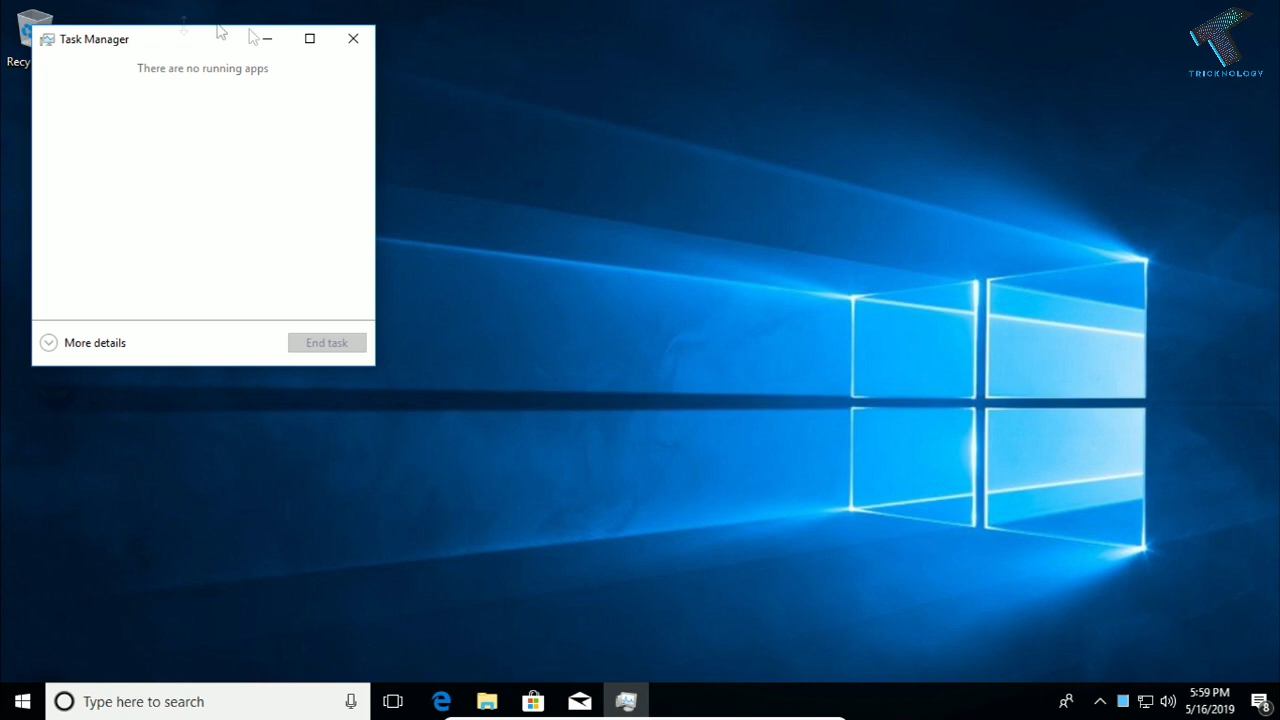 Recy
Task Manager
There are no running apps
More details
End task
TRICKNOLOGY
Type here to search
5:59 PM
5/16/2019
8